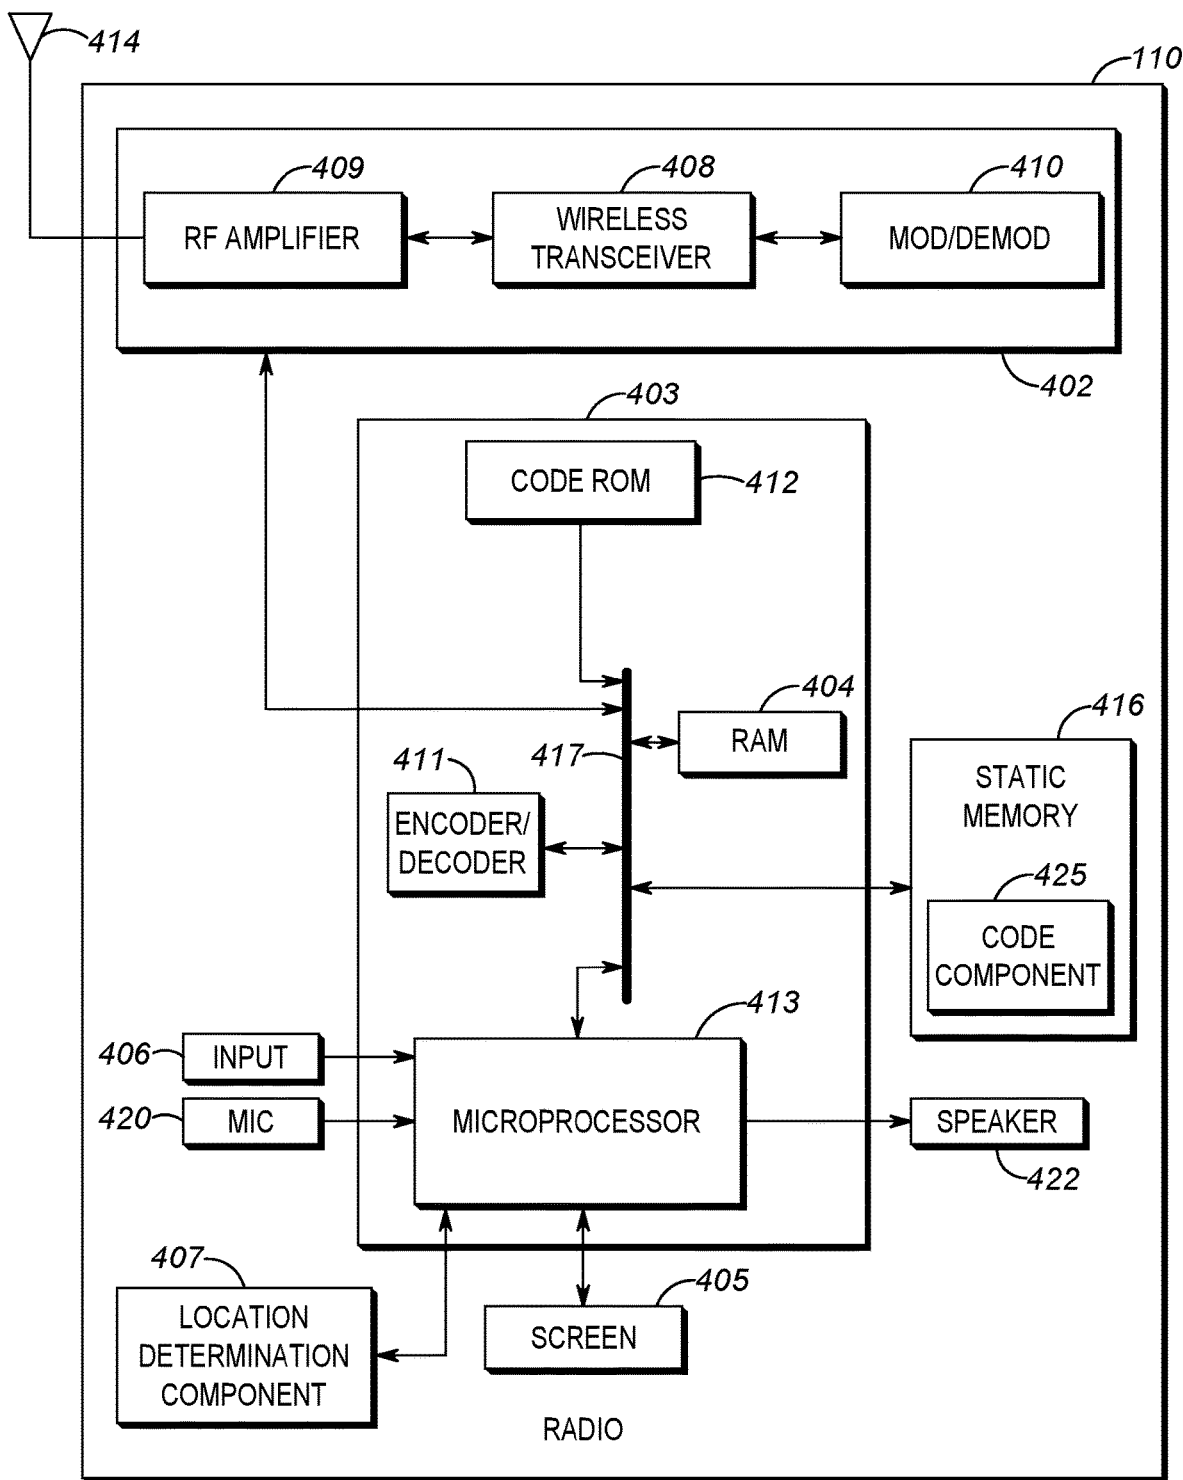 414
110
409
408
410
RF AMPLIFIER
WIRELESS
TRANSCEIVER
MOD/DEMOD
402
403
CODE ROM
412
404
RAM
417
411
ENCODER/
DECODER
416
STATIC
MEMORY
425
CODE
COMPONENT
413
406
INPUT
420
MIC
MICROPROCESSOR
SPEAKER
422
407
LOCATION
DETERMINATION
COMPONENT
405
SCREEN
RADIO